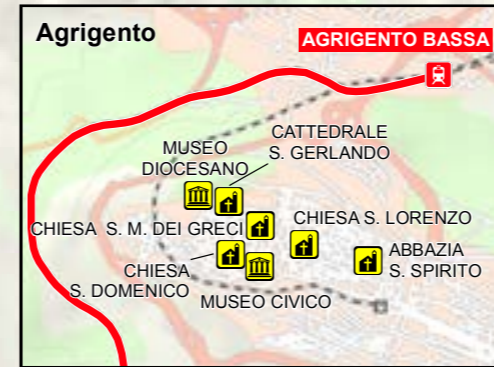 Agrigento
AGRIGENTO BASSA
CATTEDRALE
S. GERLANDO
MUSEO
DIOCESANO
CHIESA S. M. DEI GRECI
CHIESA S. LORENZO
ABBAZIA
S. SPIRITO
CHIESA
S. DOMENICO
MUSEO CIVICO